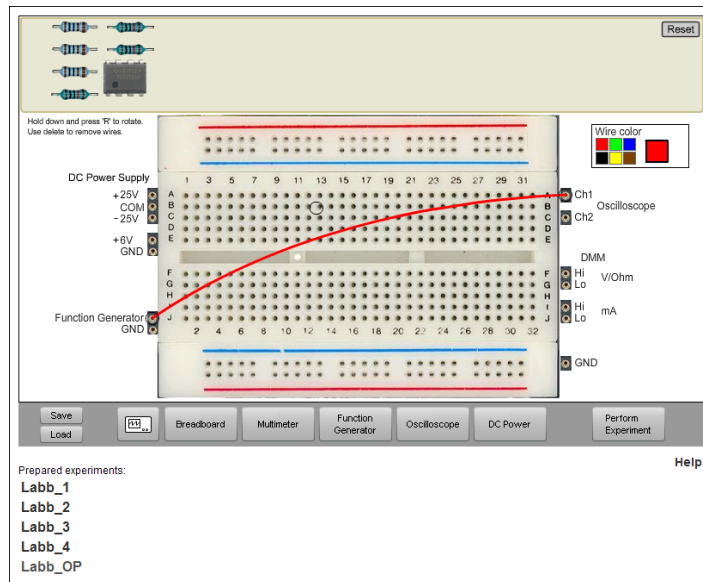 Reset
Hold down and press 'R' to rotate.
Use delete to remove wires.
Wire color
DC Power Supply
+25V
COM
-25V
+6V
GND
Function Generator
GND
1 3 5 7 9 11 13 15 17 19 21 23 25 27 29 31
A A
B B
C C
D D
E E
F F
G G
H H
I I
J J
2 4 6 8 10 12 14 16 18 20 22 24 26 28 30 32
Ch1
Oscilloscope
Ch2
DMM
Hi
V/Ohm
Lo
Hi
mA
Lo
GND
Save
Load
Breadboard
Multimeter
Function
Generator
Oscilloscope
DC Power
Perform
Experiment
Prepared experiments:
Help
Labb_1
Labb_2
Labb_3
Labb_4
Labb_OP